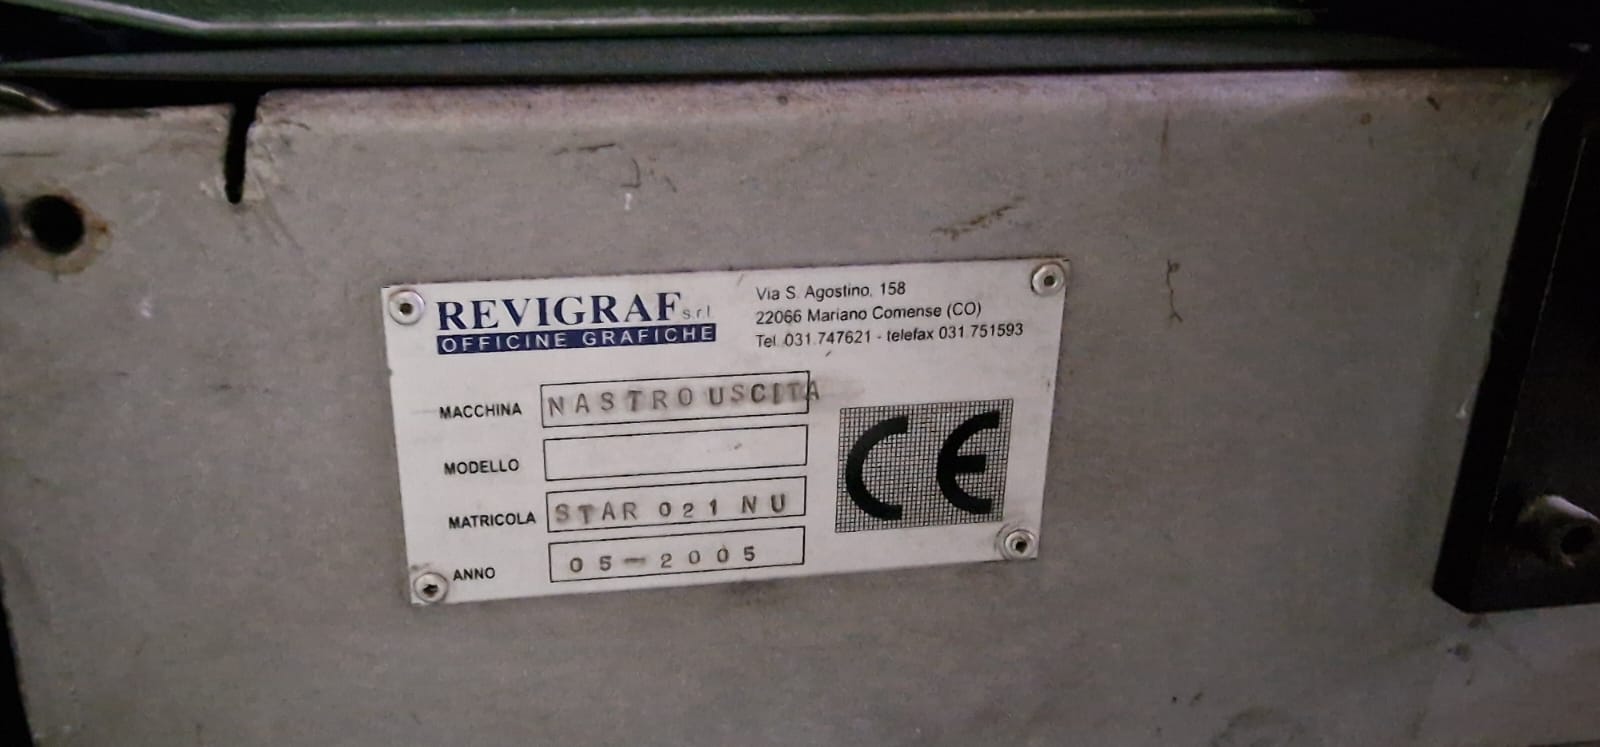 REVIGRAF s.r.l.
OFFICINE GRAFICHE
Via S. Agostino, 158
22066 Mariano Comense (CO)
Tel. 031.747621 - telefax 031.751593
MACCHINA NASTRO USCITA
MODELLO
MATRICOLA STAR 021 NU
ANNO 05-2005
CE